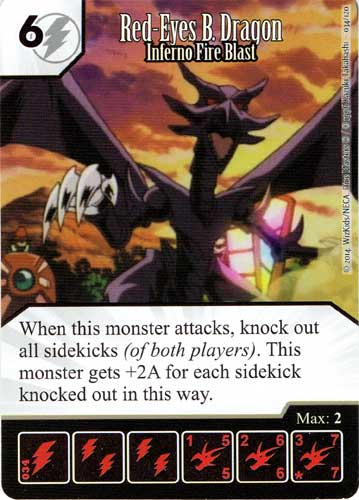 6
Red-Eyes B. Dragon
Inferno Fire Blast
034/120
When this monster attacks, knock out
all sidekicks (of both players). This
monster gets +2A for each sidekick
knocked out in this way.
Max: 2
034
1 5 5
2 6 6
3 7 7 *